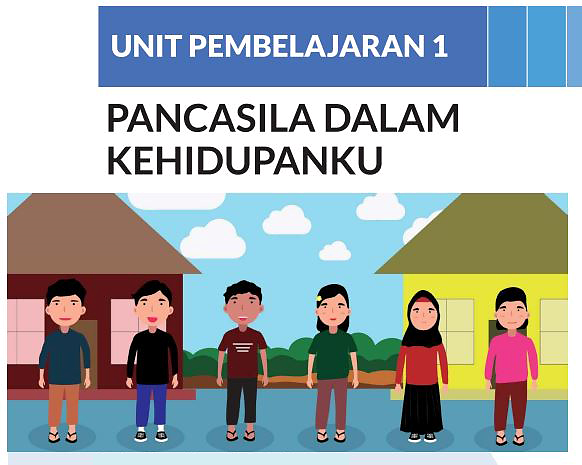 UNIT PEMBELAJARAN 1
PANCASILA DALAM
KEHIDUPANKU